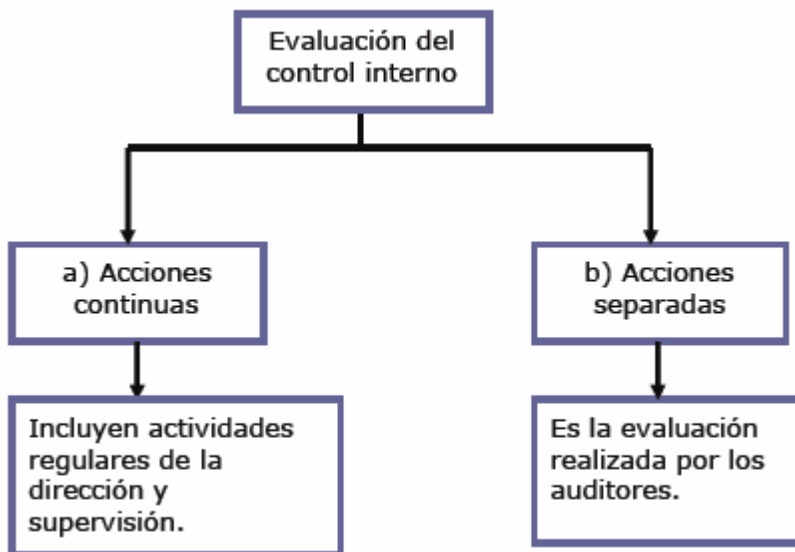 Evaluación del
control interno
a) Acciones
continuas
b) Acciones
separadas
Incluyen actividades
regulares de la
dirección y
supervisión.
Es la evaluación
realizada por los
auditores.